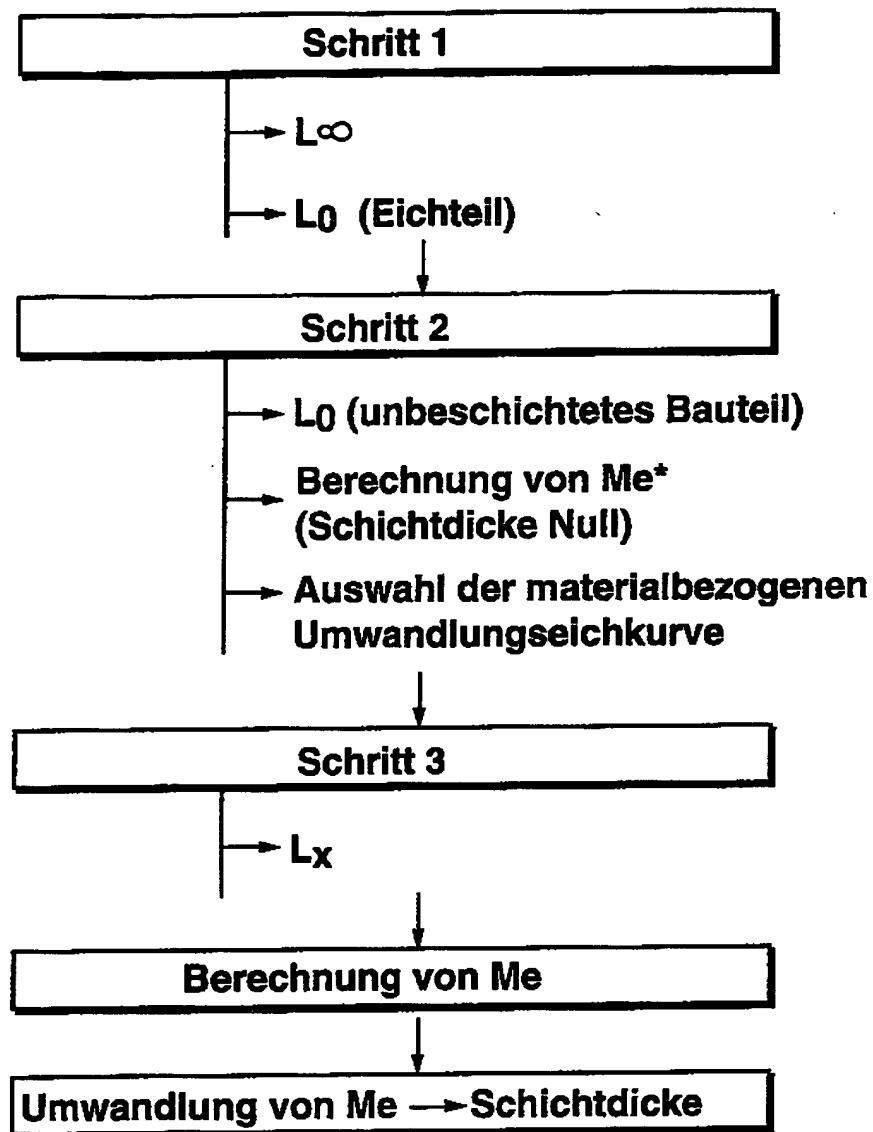 Schritt 1
L∞
L0 (Eichteil)
Schritt 2
L0 (unbeschichtetes Bauteil)
Berechnung von Me*
(Schichtdicke Null)
Auswahl der materialbezogenen
Umwandlungseichkurve
Schritt 3
Lx
Berechnung von Me
Umwandlung von Me → Schichtdicke